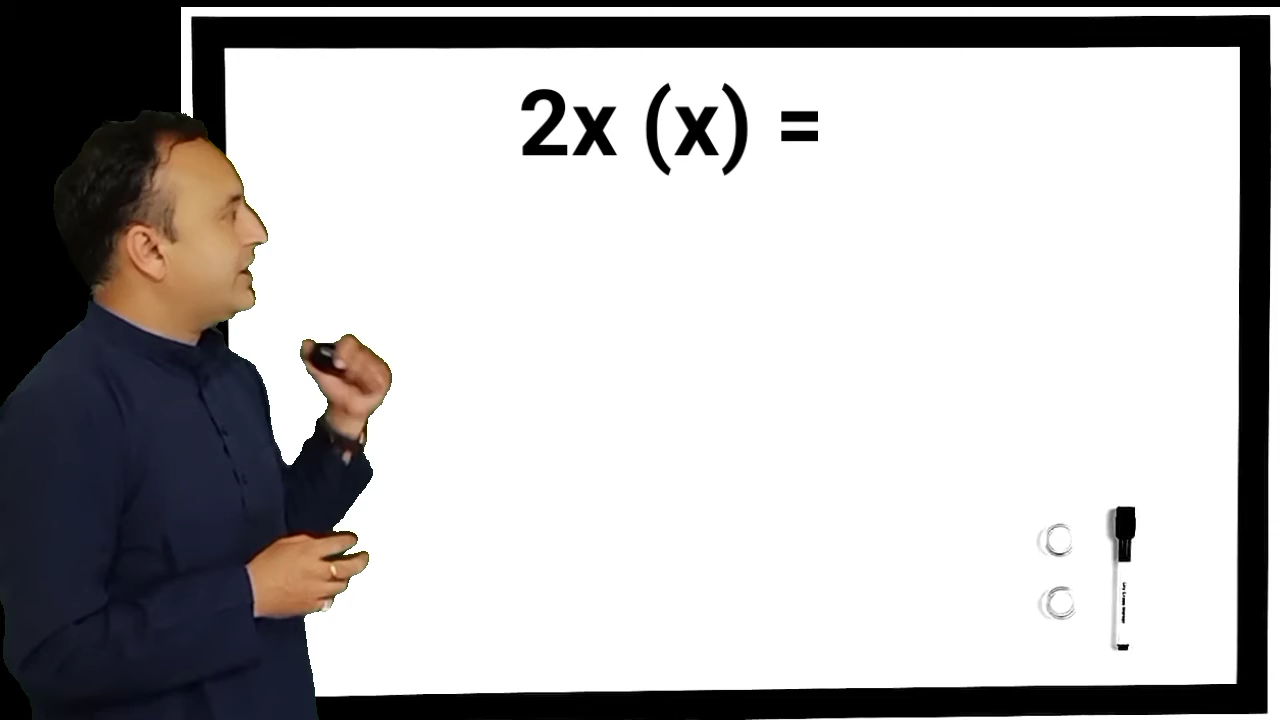 2x (x) =